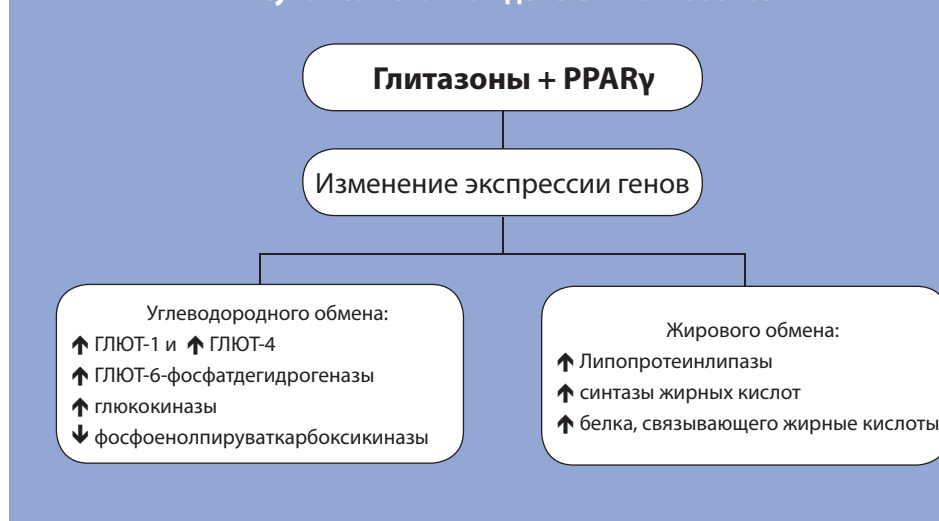 Глитазоны + PPARγ
Изменение экспрессии генов
Углеводородного обмена:
🡹 ГЛЮТ-1 и 🡹 ГЛЮТ-4
🡹 ГЛЮТ-6-фосфатдегидрогеназы
🡹 глюкокиназы
🡻 фосфоенолпируваткарбоксикиназы
Жирового обмена:
🡹 Липопротеинлипазы
🡹 синтазы жирных кислот
🡹 белка, связывающего жирные кислоты